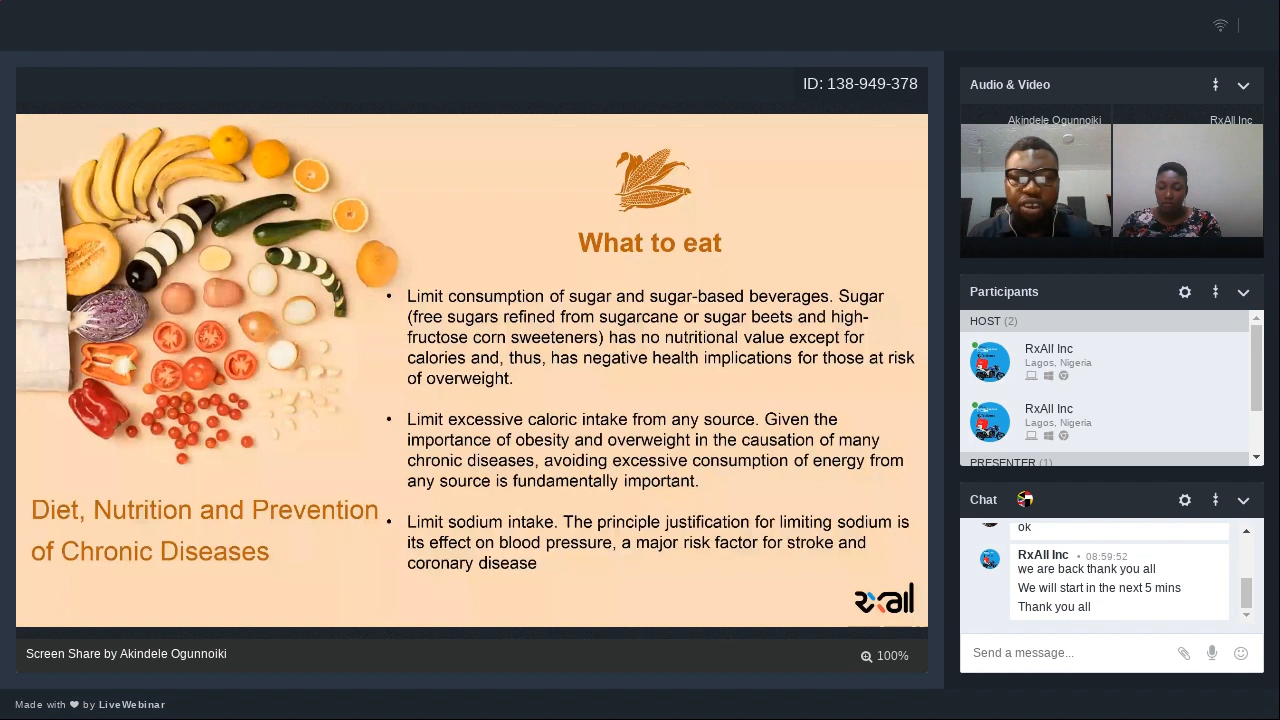 ID: 138-949-378
What to eat
• Limit consumption of sugar and sugar-based beverages. Sugar
(free sugars refined from sugarcane or sugar beets and high-
fructose corn sweeteners) has no nutritional value except for
calories and, thus, has negative health implications for those at risk
of overweight.
• Limit excessive caloric intake from any source. Given the
importance of obesity and overweight in the causation of many
chronic diseases, avoiding excessive consumption of energy from
any source is fundamentally important.
• Limit sodium intake. The principle justification for limiting sodium is
its effect on blood pressure, a major risk factor for stroke and
coronary disease
Diet, Nutrition and Prevention
of Chronic Diseases
rxall
Screen Share by Akindele Ogunnoiki
100%
Audio & Video
Akindele Ogunnoiki
RxAll Inc
Participants
HOST (2)
RxAll Inc
Lagos, Nigeria
RxAll Inc
Lagos, Nigeria
PRESENTER (1)
Chat
ok
RxAll Inc • 08:59:52
we are back thank you all
We will start in the next 5 mins
Thank you all
Send a message...
Made with ❤ by LiveWebinar